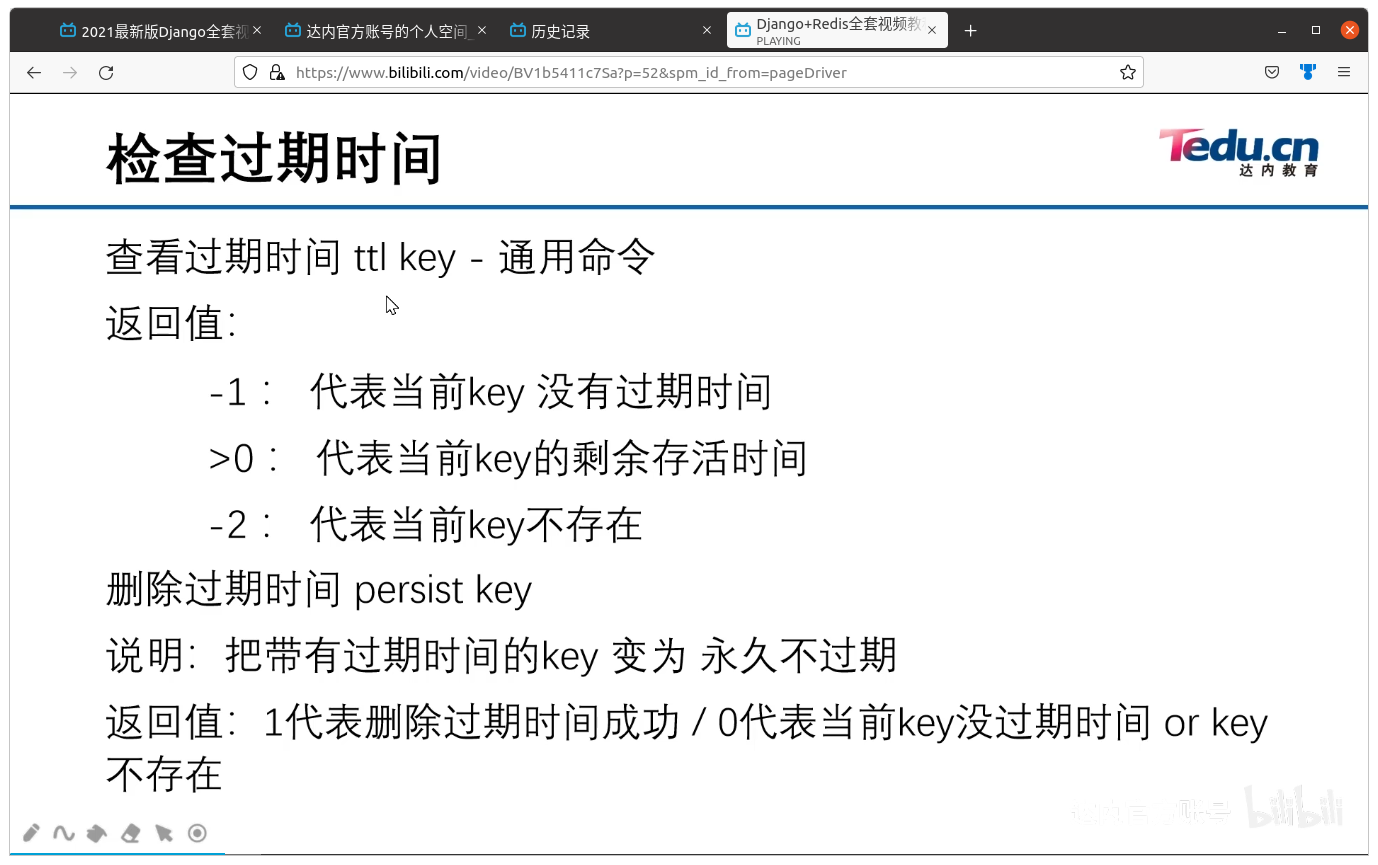 2021最新版Django全套视
达内官方账号的个人空间_
历史记录
Django+Redis全套视频教
PLAYING
https://www.bilibili.com/video/BV1b5411c7Sa?p=52&spm_id_from=pageDriver
检查过期时间
Tedu.cn
达内教育
查看过期时间 ttl key - 通用命令
返回值：
-1： 代表当前key 没有过期时间
>0： 代表当前key的剩余存活时间
-2： 代表当前key不存在
删除过期时间 persist key
说明：把带有过期时间的key 变为 永久不过期
返回值：1代表删除过期时间成功 / 0代表当前key没过期时间 or key
不存在
达内官方账号 bilibili